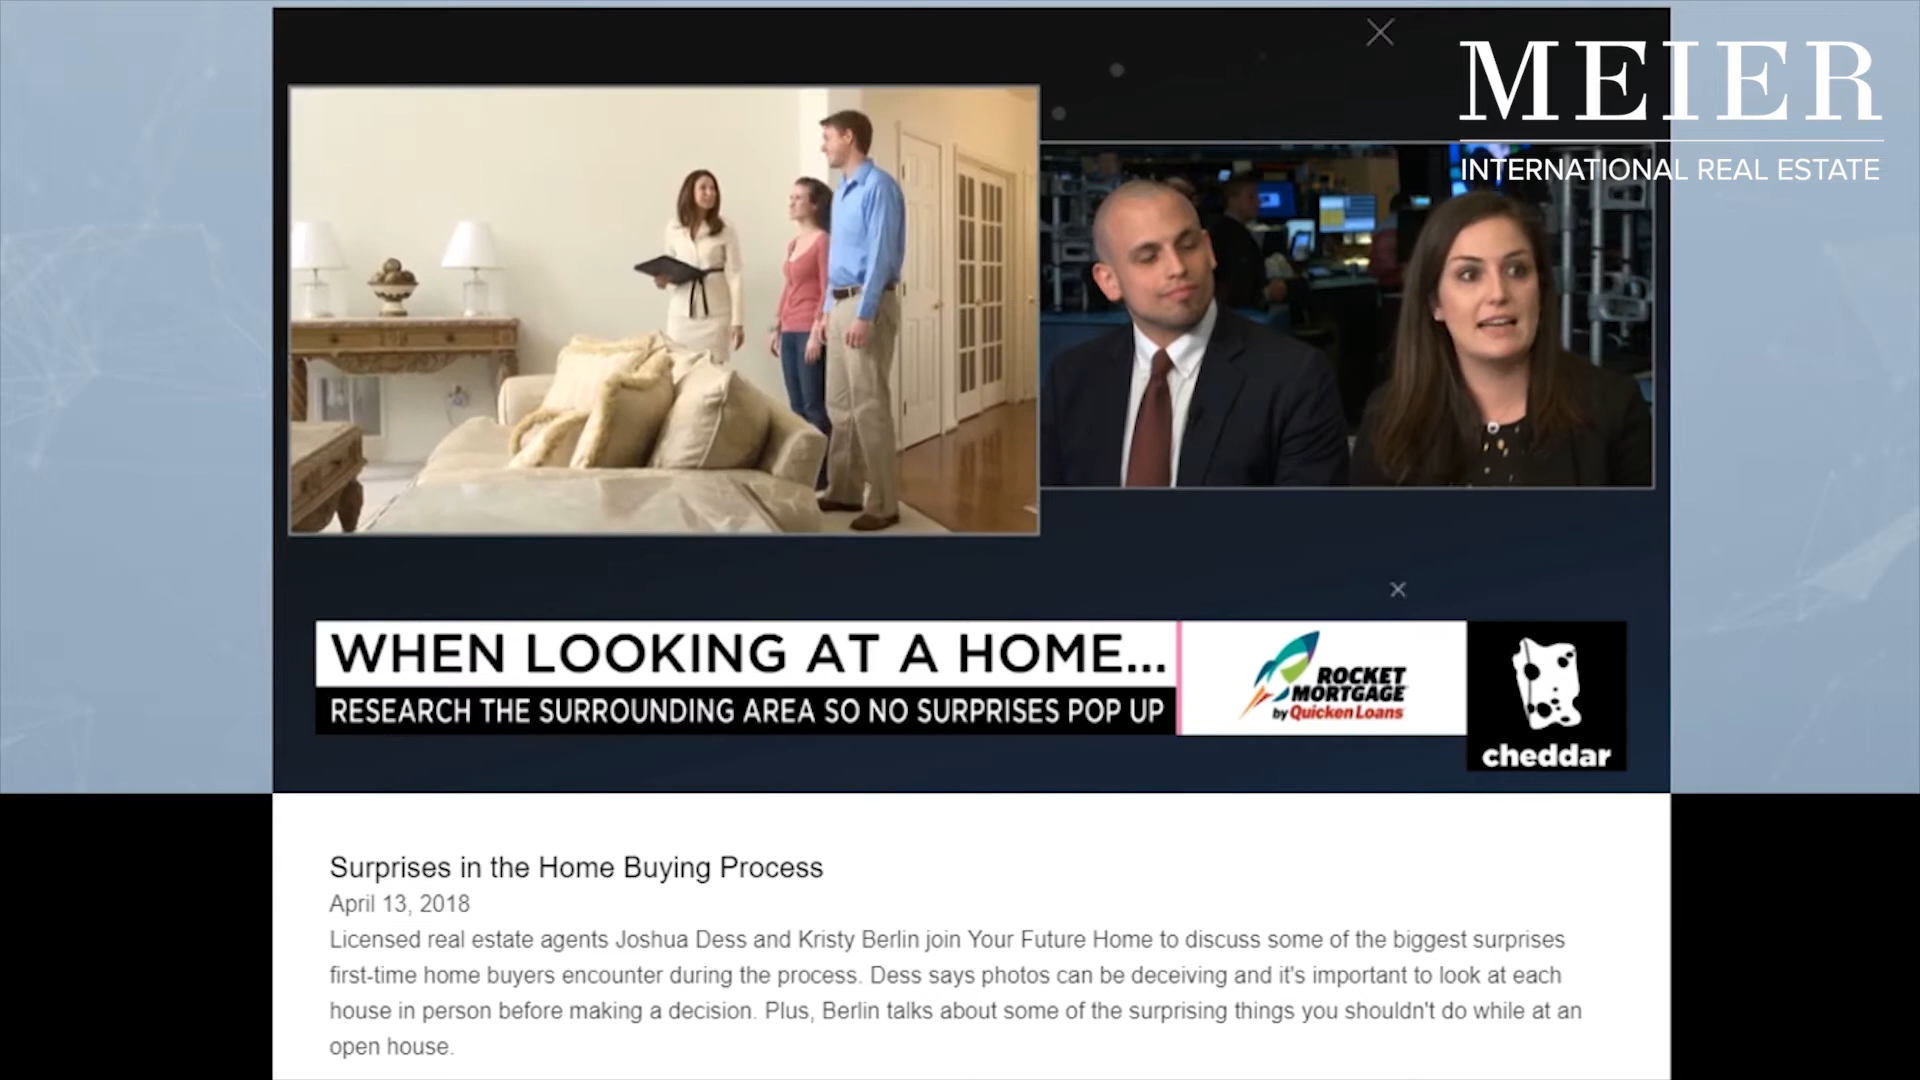 MEIER
INTERNATIONAL REAL ESTATE
WHEN LOOKING AT A HOME...
RESEARCH THE SURROUNDING AREA SO NO SURPRISES POP UP
ROCKET
MORTGAGE
by Quicken Loans
cheddar
Surprises in the Home Buying Process
April 13, 2018
Licensed real estate agents Joshua Dess and Kristy Berlin join Your Future Home to discuss some of the biggest surprises
first-time home buyers encounter during the process. Dess says photos can be deceiving and it's important to look at each
house in person before making a decision. Plus, Berlin talks about some of the surprising things you shouldn't do while at an
open house.